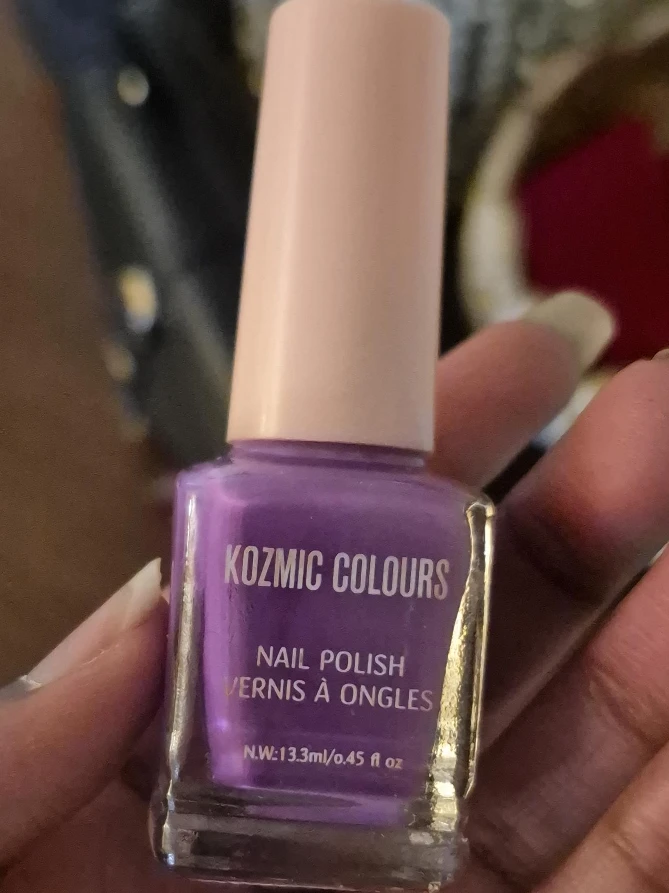 KOZMIC COLOURS
NAIL POLISH
VERNIS À ONGLES
N.W:13.3ml/0.45 fl oz